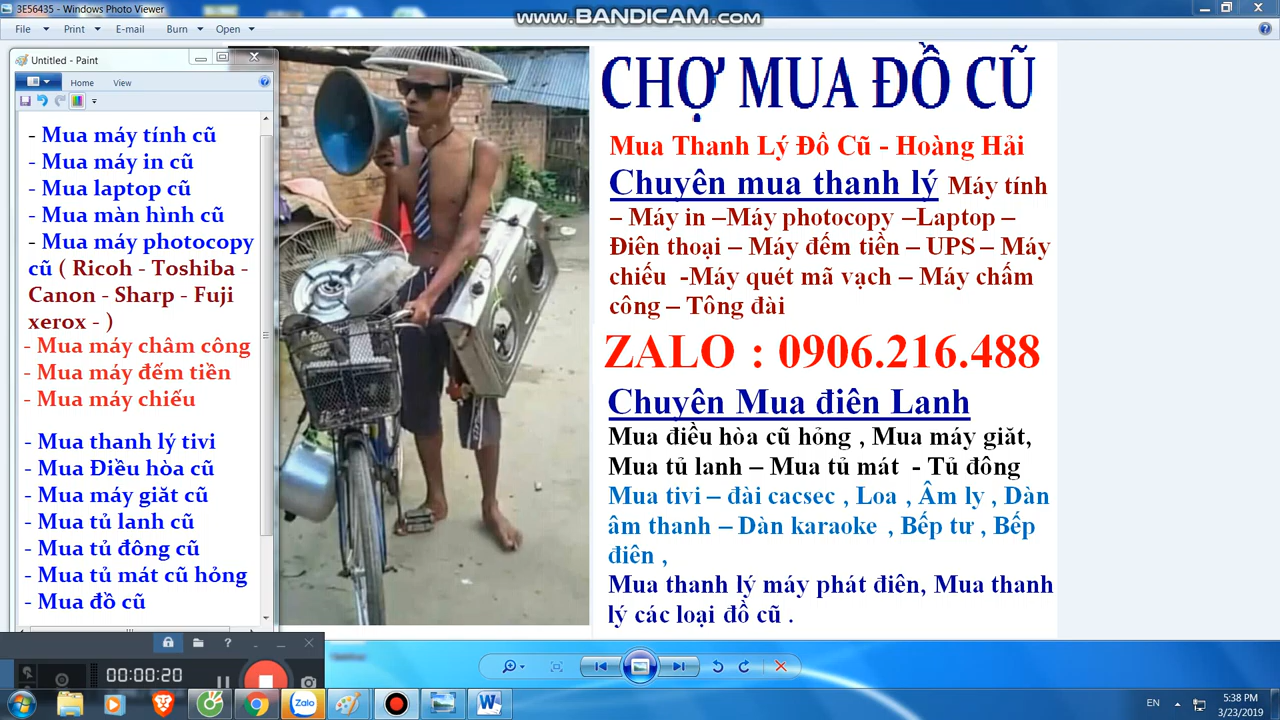 3E56435 - Windows Photo Viewer
www.BANDICAM.com
File Print E-mail Burn Open
Untitled - Paint
Home View
- Mua máy tính cũ
- Mua máy in cũ
- Mua laptop cũ
- Mua màn hình cũ
- Mua máy photocopy
cũ ( Ricoh - Toshiba -
Canon - Sharp - Fuji
xerox - )
- Mua máy châm công
- Mua máy đếm tiền
- Mua máy chiếu
- Mua thanh lý tivi
- Mua Điều hòa cũ
- Mua máy giăt cũ
- Mua tủ lanh cũ
- Mua tủ đông cũ
- Mua tủ mát cũ hỏng
- Mua đồ cũ
CHỢ MUA ĐỒ CŨ
Mua Thanh Lý Đồ Cũ - Hoàng Hải
Chuyên mua thanh lý Máy tính
– Máy in –Máy photocopy –Laptop –
Điên thoại – Máy đếm tiền – UPS – Máy
chiếu -Máy quét mã vạch – Máy chấm
công – Tông đài
ZALO : 0906.216.488
Chuyên Mua điên Lanh
Mua điều hòa cũ hỏng , Mua máy giăt,
Mua tủ lanh – Mua tủ mát - Tủ đông
Mua tivi – đài cacsec , Loa , Âm ly , Dàn
âm thanh – Dàn karaoke , Bếp tư , Bếp
điên ,
Mua thanh lý máy phát điên, Mua thanh
lý các loại đồ cũ .
00:00:20
Zalo
EN
5:38 PM
3/23/2019